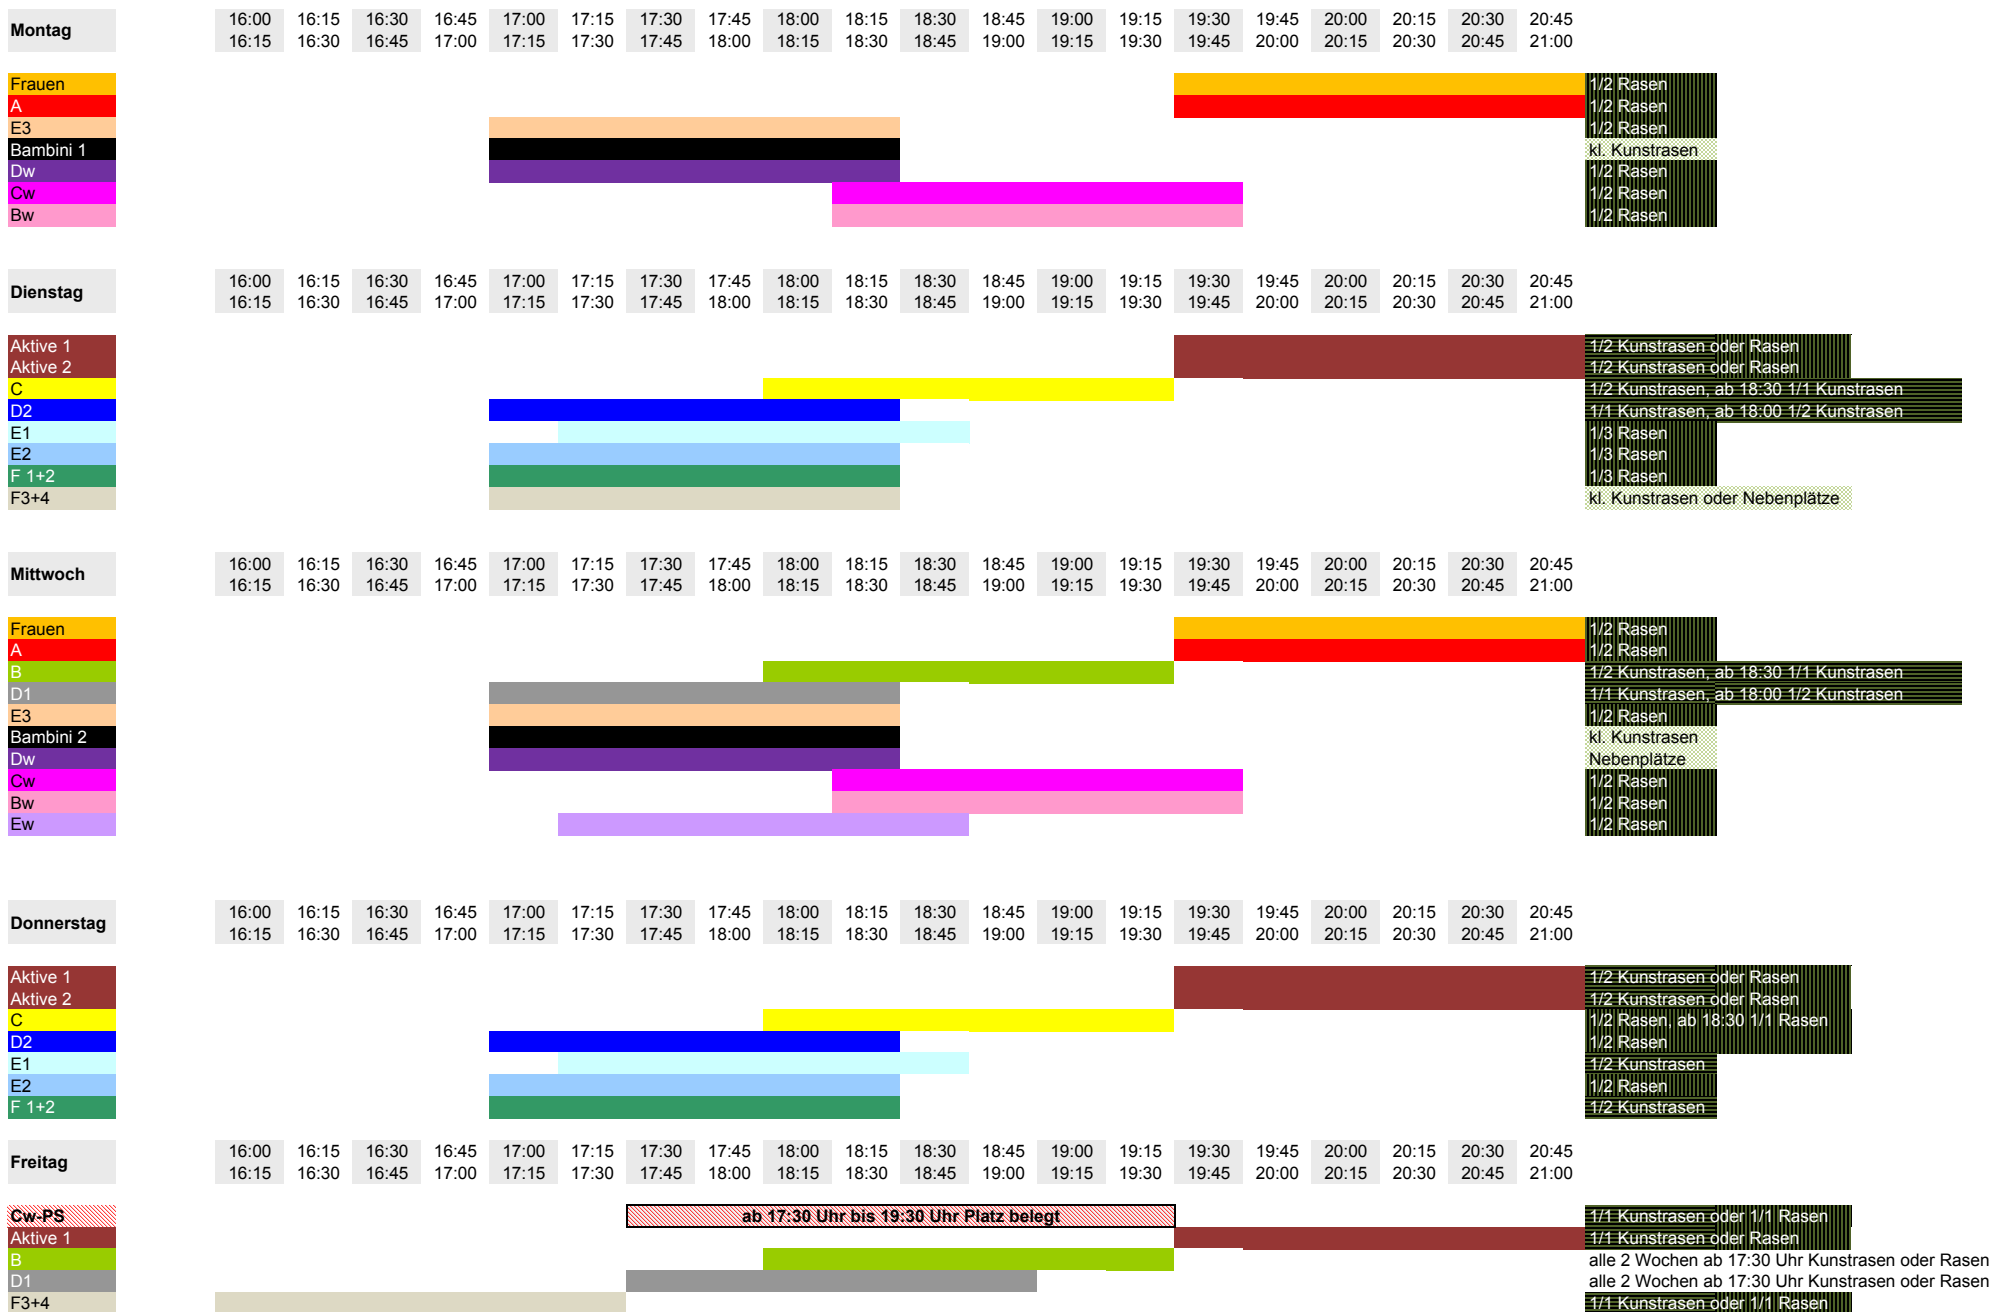 Montag 16:00 16:15 16:30 16:45 17:00 17:15 17:30 17:45 18:00 18:15 18:30 18:45 19:00 19:15 19:30 19:45 20:00 20:15 20:30 20:45
16:15 16:30 16:45 17:00 17:15 17:30 17:45 18:00 18:15 18:30 18:45 19:00 19:15 19:30 19:45 20:00 20:15 20:30 20:45 21:00
Frauen 1/2 Rasen
A 1/2 Rasen
E3 1/2 Rasen
Bambini 1 kl. Kunstrasen
Dw 1/2 Rasen
Cw 1/2 Rasen
Bw 1/2 Rasen
Dienstag 16:00 16:15 16:30 16:45 17:00 17:15 17:30 17:45 18:00 18:15 18:30 18:45 19:00 19:15 19:30 19:45 20:00 20:15 20:30 20:45
16:15 16:30 16:45 17:00 17:15 17:30 17:45 18:00 18:15 18:30 18:45 19:00 19:15 19:30 19:45 20:00 20:15 20:30 20:45 21:00
Aktive 1 1/2 Kunstrasen oder Rasen
Aktive 2 1/2 Kunstrasen oder Rasen
C 1/2 Kunstrasen, ab 18:30 1/1 Kunstrasen
D2 1/1 Kunstrasen, ab 18:00 1/2 Kunstrasen
E1 1/3 Rasen
E2 1/3 Rasen
F 1+2 1/3 Rasen
F3+4 kl. Kunstrasen oder Nebenplätze
Mittwoch 16:00 16:15 16:30 16:45 17:00 17:15 17:30 17:45 18:00 18:15 18:30 18:45 19:00 19:15 19:30 19:45 20:00 20:15 20:30 20:45
16:15 16:30 16:45 17:00 17:15 17:30 17:45 18:00 18:15 18:30 18:45 19:00 19:15 19:30 19:45 20:00 20:15 20:30 20:45 21:00
Frauen 1/2 Rasen
A 1/2 Rasen
B 1/2 Kunstrasen, ab 18:30 1/1 Kunstrasen
D1 1/1 Kunstrasen, ab 18:00 1/2 Kunstrasen
E3 1/2 Rasen
Bambini 2 kl. Kunstrasen
Dw Nebenplätze
Cw 1/2 Rasen
Bw 1/2 Rasen
Ew 1/2 Rasen
Donnerstag 16:00 16:15 16:30 16:45 17:00 17:15 17:30 17:45 18:00 18:15 18:30 18:45 19:00 19:15 19:30 19:45 20:00 20:15 20:30 20:45
16:15 16:30 16:45 17:00 17:15 17:30 17:45 18:00 18:15 18:30 18:45 19:00 19:15 19:30 19:45 20:00 20:15 20:30 20:45 21:00
Aktive 1 1/2 Kunstrasen oder Rasen
Aktive 2 1/2 Kunstrasen oder Rasen
C 1/2 Rasen, ab 18:30 1/1 Rasen
D2 1/2 Rasen
E1 1/2 Kunstrasen
E2 1/2 Rasen
F 1+2 1/2 Kunstrasen
Freitag 16:00 16:15 16:30 16:45 17:00 17:15 17:30 17:45 18:00 18:15 18:30 18:45 19:00 19:15 19:30 19:45 20:00 20:15 20:30 20:45
16:15 16:30 16:45 17:00 17:15 17:30 17:45 18:00 18:15 18:30 18:45 19:00 19:15 19:30 19:45 20:00 20:15 20:30 20:45 21:00
Cw-PS ab 17:30 Uhr bis 19:30 Uhr Platz belegt 1/1 Kunstrasen oder 1/1 Rasen
Aktive 1 1/1 Kunstrasen oder Rasen
B alle 2 Wochen ab 17:30 Uhr Kunstrasen oder Rasen
D1 alle 2 Wochen ab 17:30 Uhr Kunstrasen oder Rasen
F3+4 1/1 Kunstrasen oder 1/1 Rasen